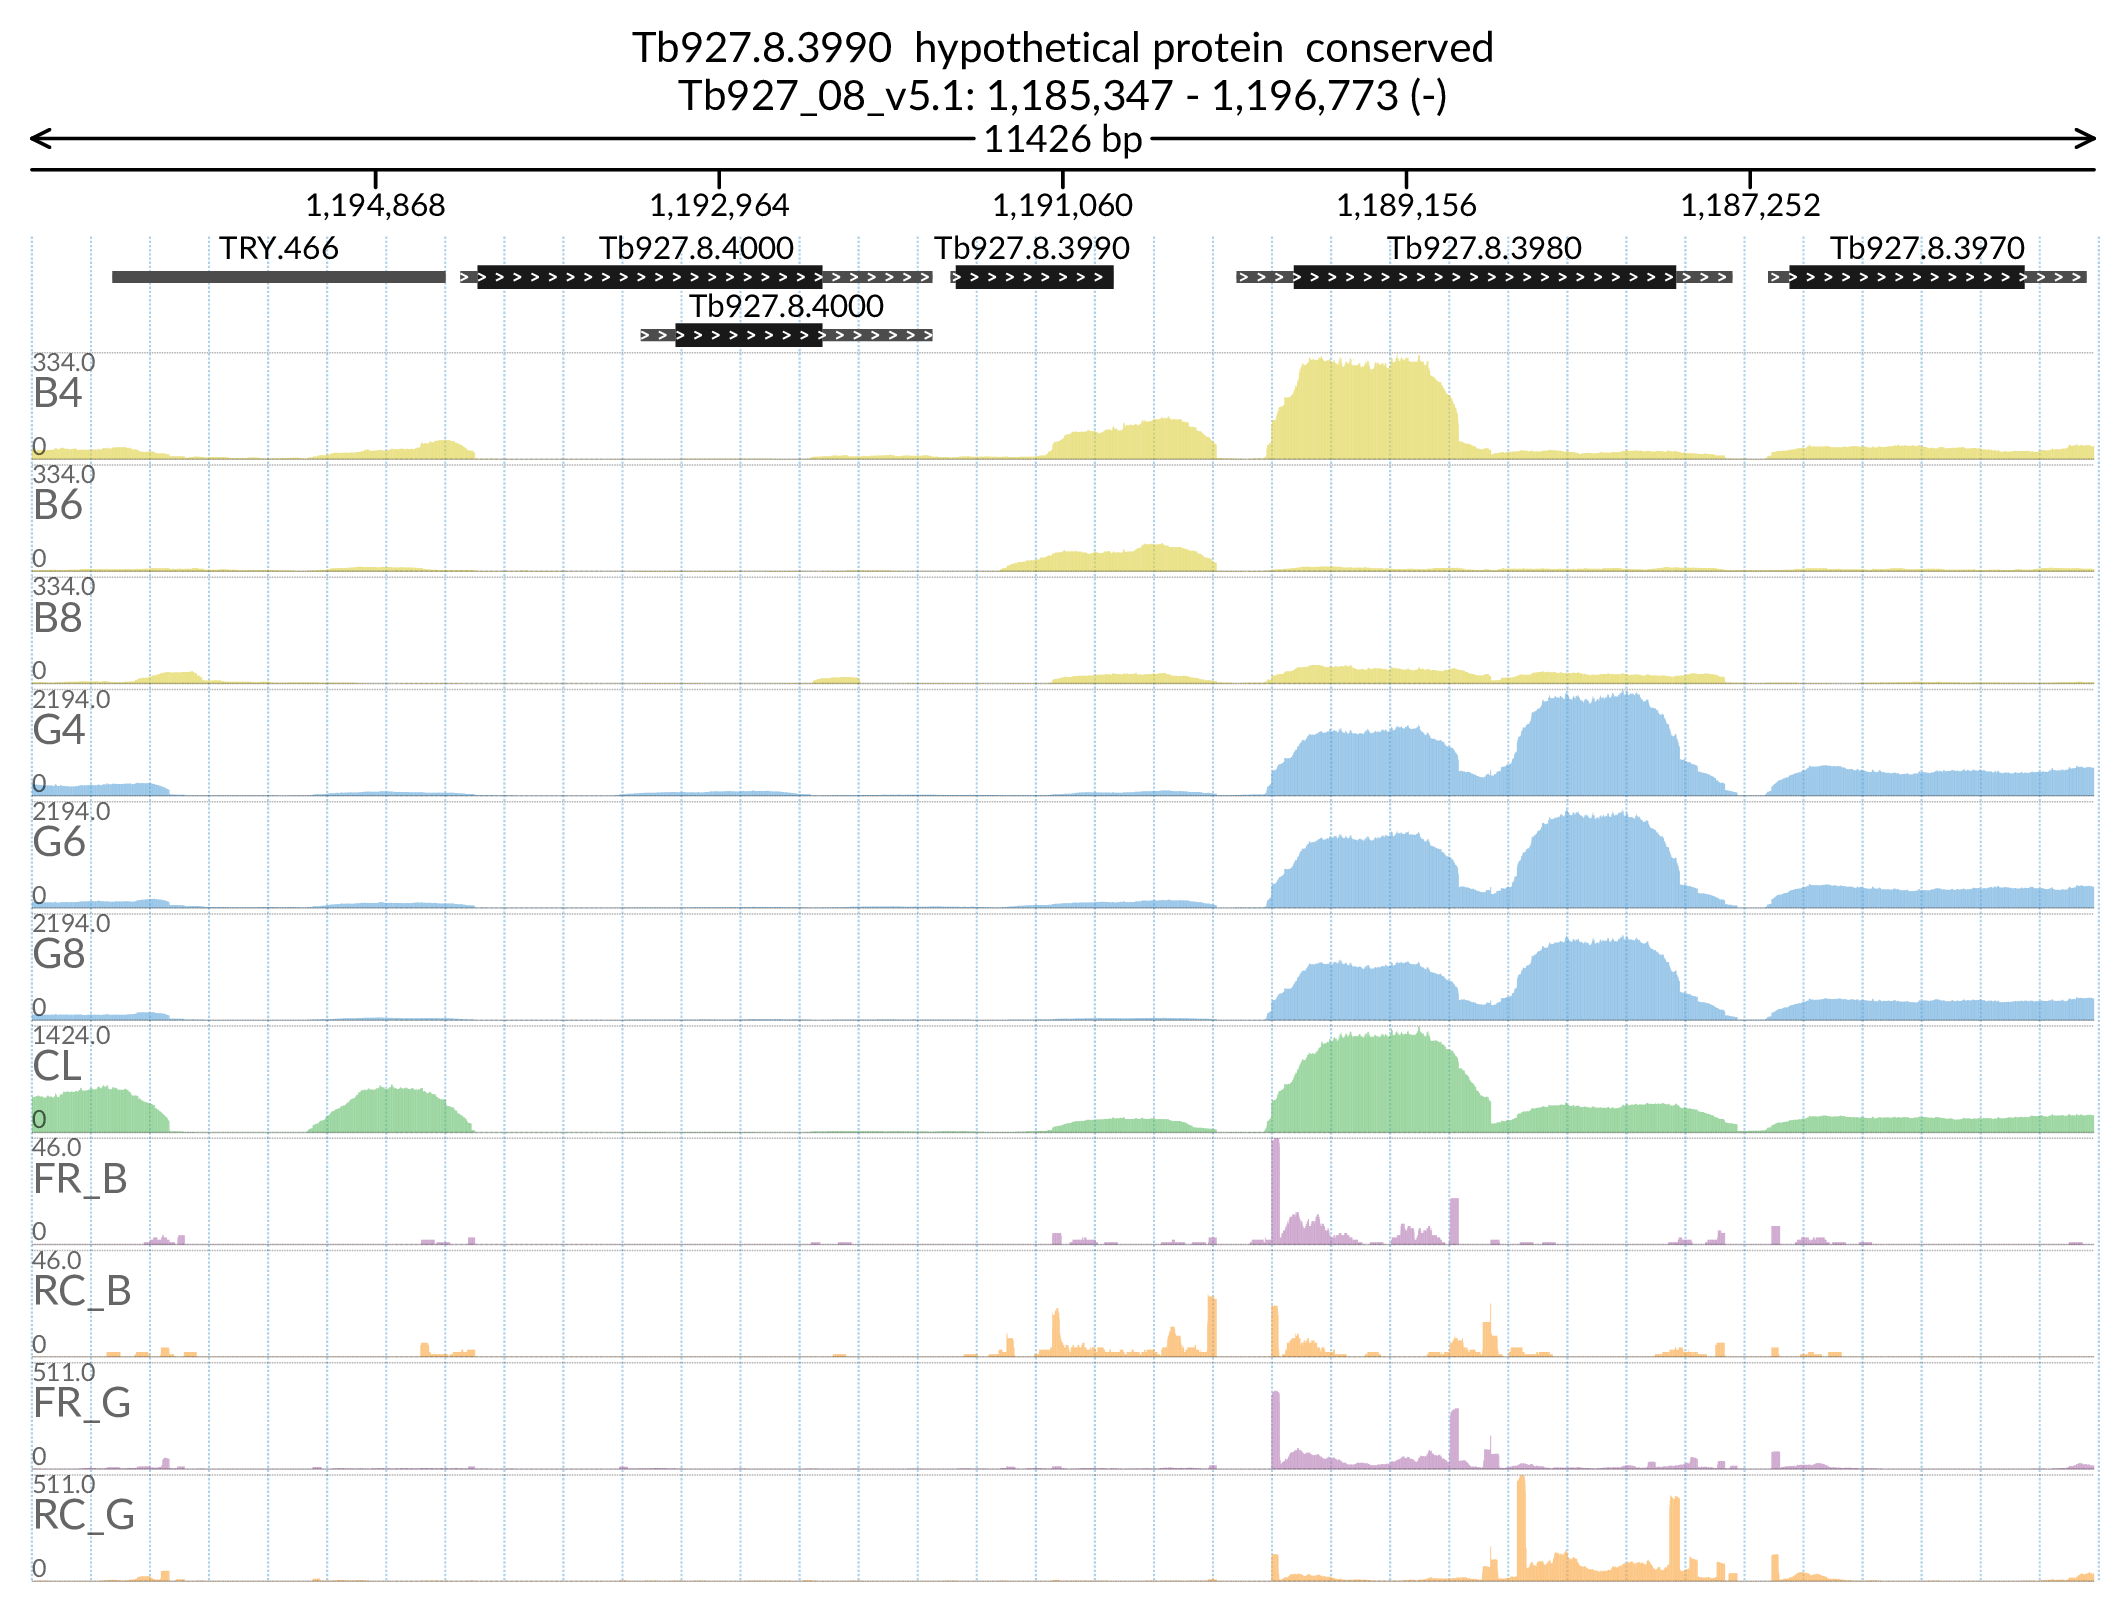 Tb927.8.3990  hypothetical protein  conserved
Tb927_08_v5.1: 1,185,347 - 1,196,773 (-)
11426 bp
1,194,868 1,192,964 1,191,060 1,189,156 1,187,252
TRY.466 Tb927.8.4000 Tb927.8.3990 Tb927.8.3980 Tb927.8.3970
Tb927.8.4000
334.0
B4
0
334.0
B6
0
334.0
B8
0
2194.0
G4
0
2194.0
G6
0
2194.0
G8
0
1424.0
CL
0
46.0
FR_B
0
46.0
RC_B
0
511.0
FR_G
0
511.0
RC_G
0